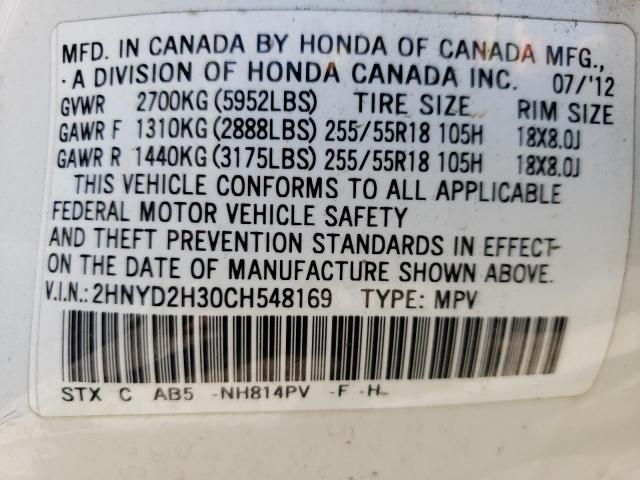 MFD. IN CANADA BY HONDA OF CANADA MFG.,
A DIVISION OF HONDA CANADA INC. 07/'12
GVWR 2700KG(5952LBS) TIRE SIZE RIM SIZE
GAWR F 1310KG(2888LBS) 255/55R18 105H 18X8.0J
GAWR R 1440KG(3175LBS) 255/55R18 105H 18X8.0J
THIS VEHICLE CONFORMS TO ALL APPLICABLE
FEDERAL MOTOR VEHICLE SAFETY
AND THEFT PREVENTION STANDARDS IN EFFECT
ON THE DATE OF MANUFACTURE SHOWN ABOVE.
V.I.N.: 2HNYD2H30CH548169 TYPE: MPV
STX C AB5 -NH814PV -F -H-